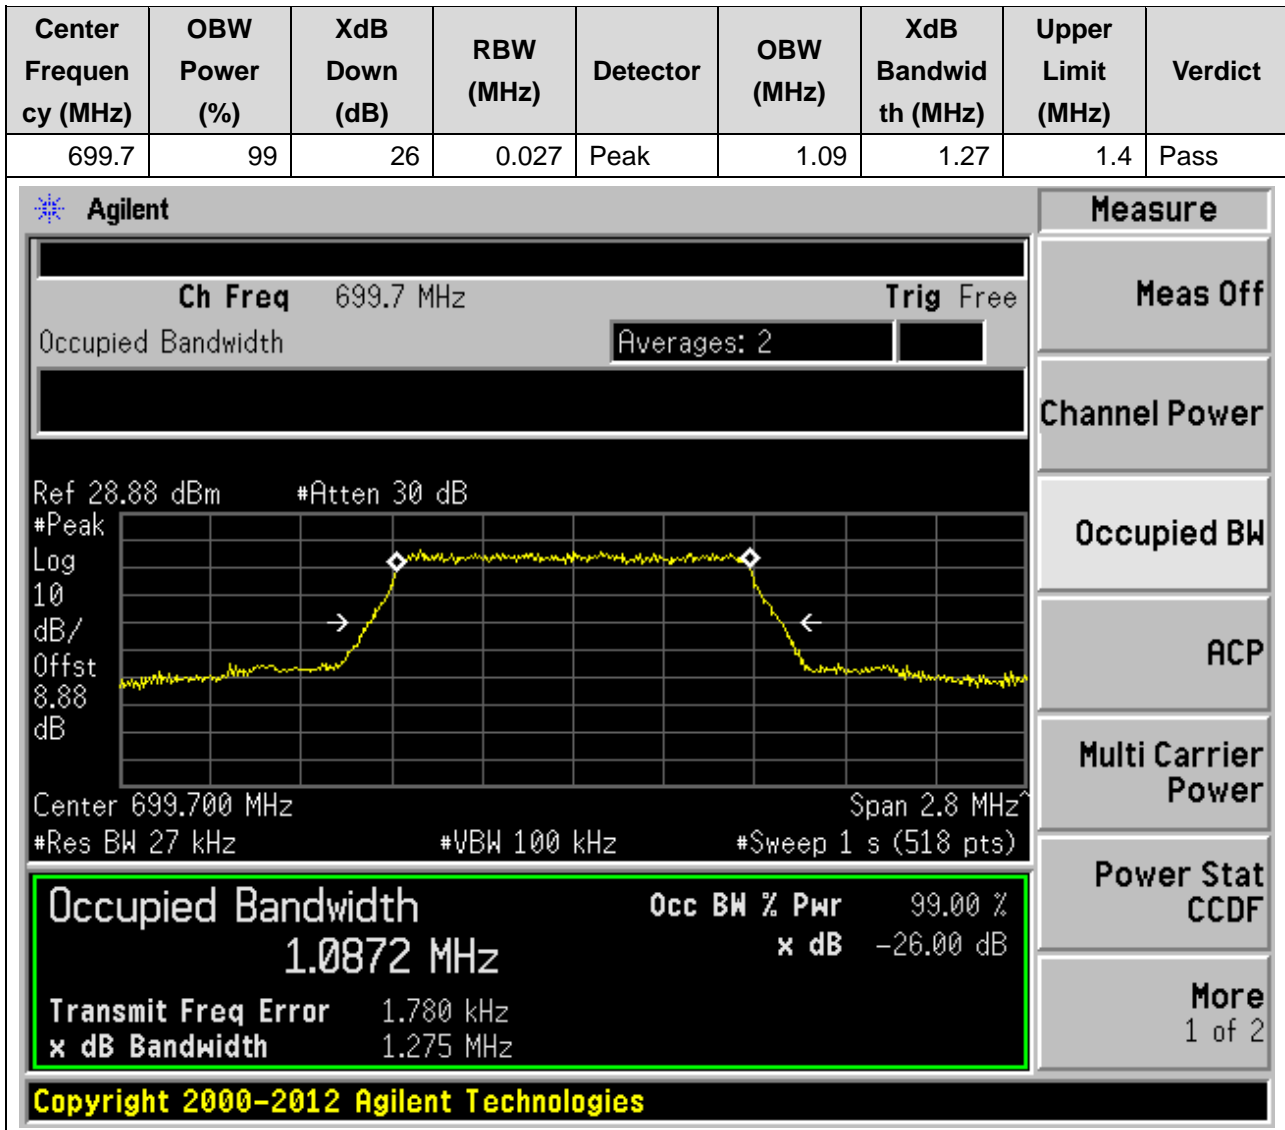 Center Frequen cy (MHz) OBW Power (%) XdB Down (dB) RBW (MHz) Detector OBW (MHz) XdB Bandwid th (MHz) Upper Limit (MHz) Verdict
699.7 99 26 0.027 Peak 1.09 1.27 1.4 Pass
Agilent
Measure
Ch Freq 699.7 MHz Trig Free
Meas Off
Occupied Bandwidth Averages: 2
Channel Power
Ref 28.88 dBm #Atten 30 dB
#Peak
Log
10
dB/
Offst
8.88
dB
Occupied BW
ACP
Multi Carrier
Power
Center 699.700 MHz Span 2.8 MHz^
#Res BW 27 kHz #VBW 100 kHz #Sweep 1 s (518 pts)
Power Stat
CCDF
Occupied Bandwidth Occ BW % Pwr 99.00 %
1.0872 MHz x dB -26.00 dB
Transmit Freq Error 1.780 kHz
x dB Bandwidth 1.275 MHz
More
1 of 2
Copyright 2000-2012 Agilent Technologies